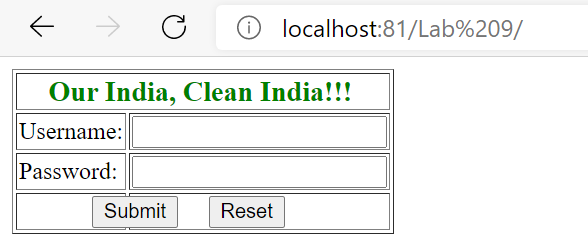 localhost:81/Lab%209/
Our India, Clean India!!!
Username:
Password:
Submit Reset